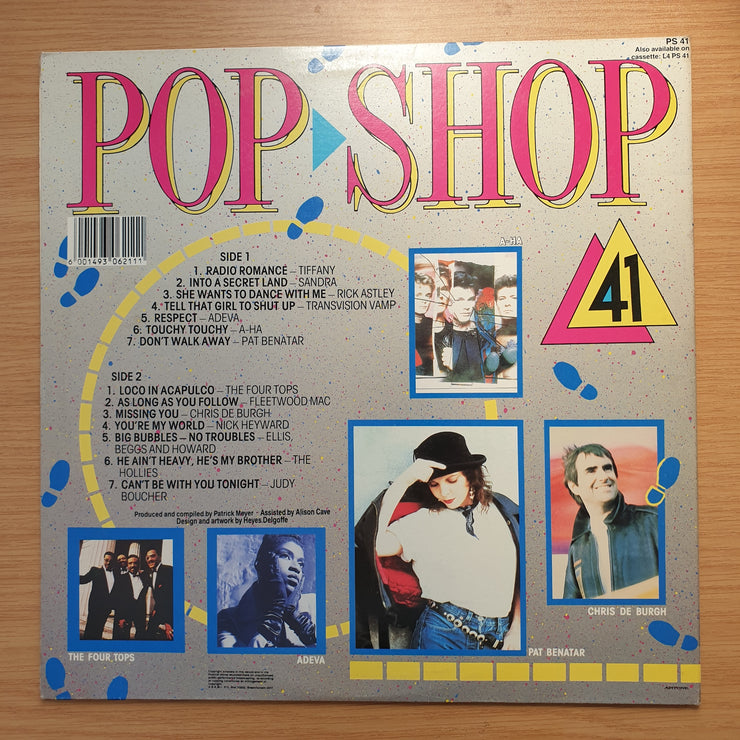 PS 41
Also available on
cassette: L4 PS 41
POP SHOP
41
6 001493 062111
A-HA
SIDE 1
1. RADIO ROMANCE – TIFFANY
2. INTO A SECRET LAND – SANDRA
3. SHE WANTS TO DANCE WITH ME – RICK ASTLEY
4. TELL THAT GIRL TO SHUT UP – TRANSVISION VAMP
5. RESPECT – ADEVA
6. TOUCHY TOUCHY – A-HA
7. DON'T WALK AWAY – PAT BENATAR
SIDE 2
1. LOCO IN ACAPULCO – THE FOUR TOPS
2. AS LONG AS YOU FOLLOW – FLEETWOOD MAC
3. MISSING YOU – CHRIS DE BURGH
4. YOU'RE MY WORLD – NICK HEYWARD
5. BIG BUBBLES – NO TROUBLES – ELLIS,
BEGGS AND HOWARD
6. HE AIN'T HEAVY, HE'S MY BROTHER – THE
HOLLIES
7. CAN'T BE WITH YOU TONIGHT – JUDY
BOUCHER
Produced and compiled by Patrick Meyer · Assisted by Alison Cave
Design and artwork by Heyes Delgoffe
CHRIS DE BURGH
PAT BENATAR
THE FOUR TOPS
ADEVA